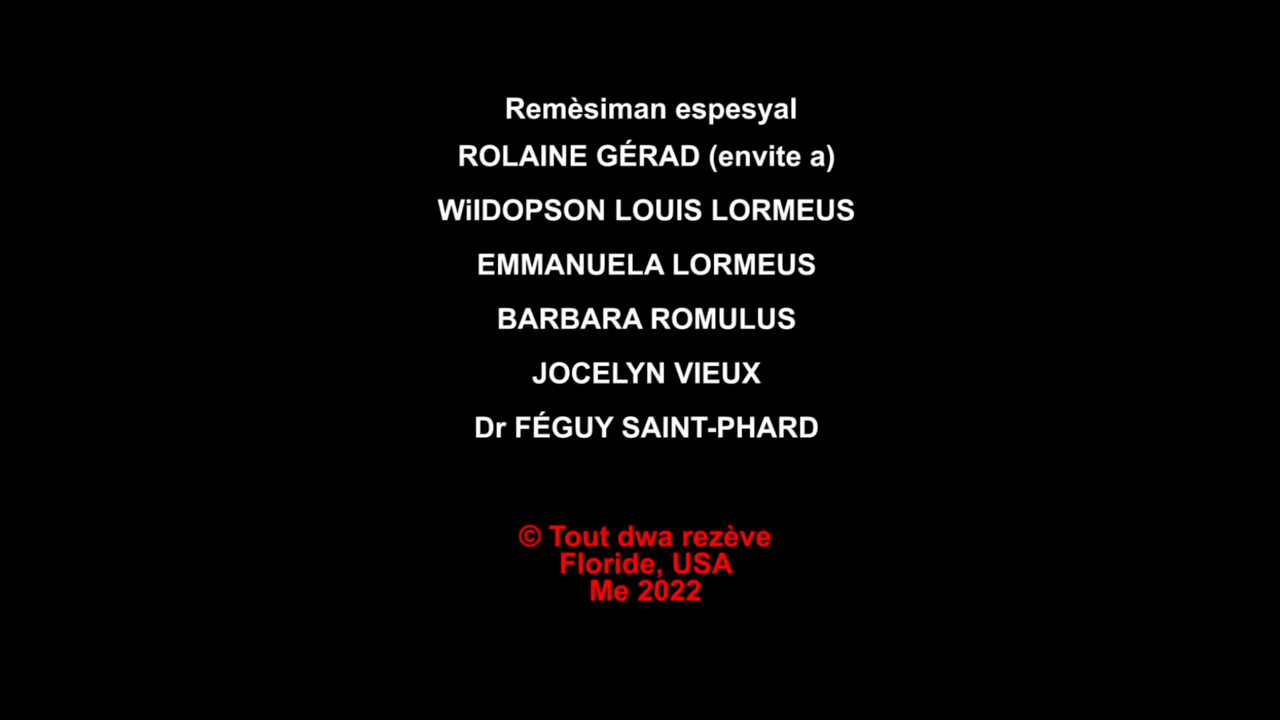 Remèsiman espesyal
ROLAINE GÉRAD (envite a)
WilDOPSON LOUIS LORMEUS
EMMANUELA LORMEUS
BARBARA ROMULUS
JOCELYN VIEUX
Dr FÉGUY SAINT-PHARD
© Tout dwa rezève
Floride, USA
Me 2022